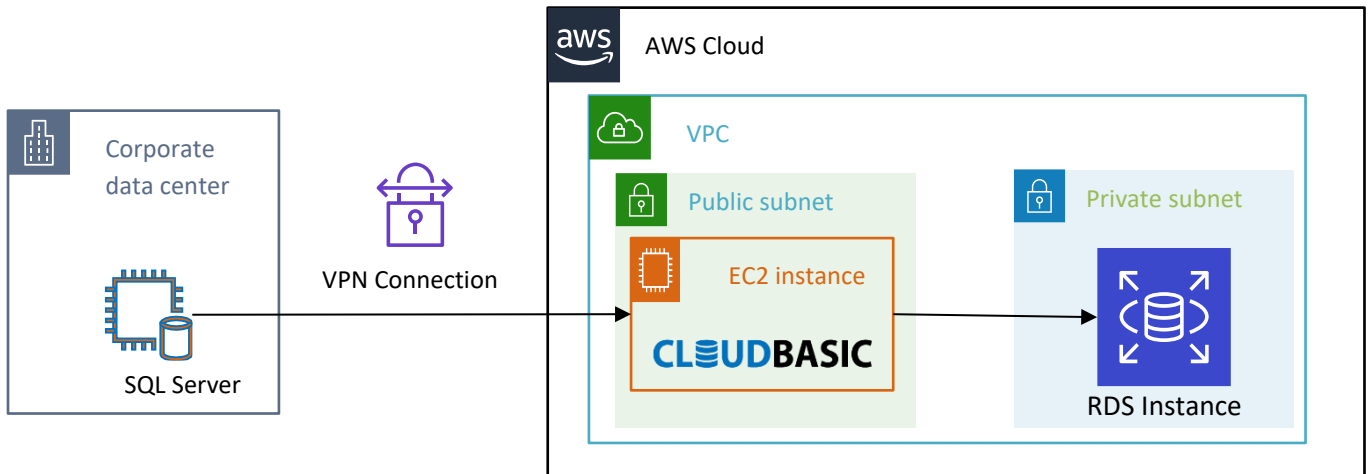 aws
AWS Cloud
Corporate
data center
VPC
Public subnet
Private subnet
VPN Connection
EC2 instance
CLOUDBASIC
SQL Server
RDS Instance